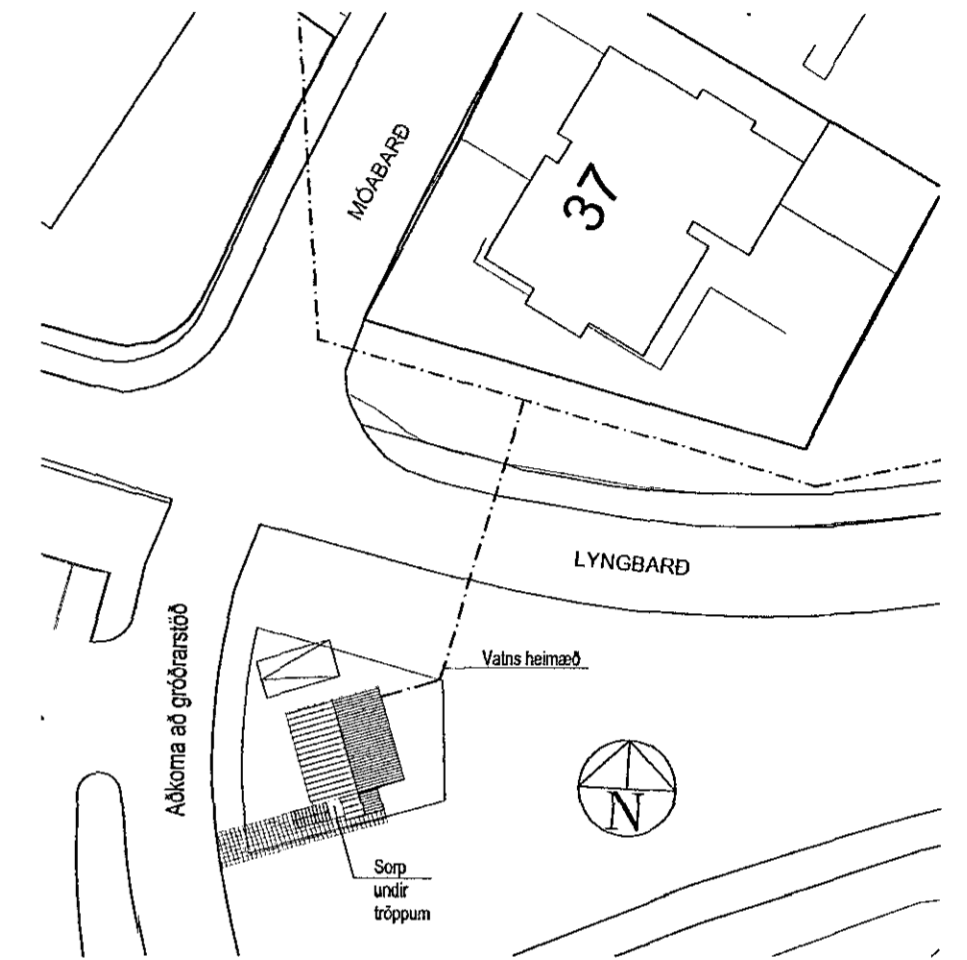 MÓABARÐ
37
LYNGBARÐ
Aðkoma að gróðrarstöð
Vatns heimæð
N
Sorp
undir
tröppum